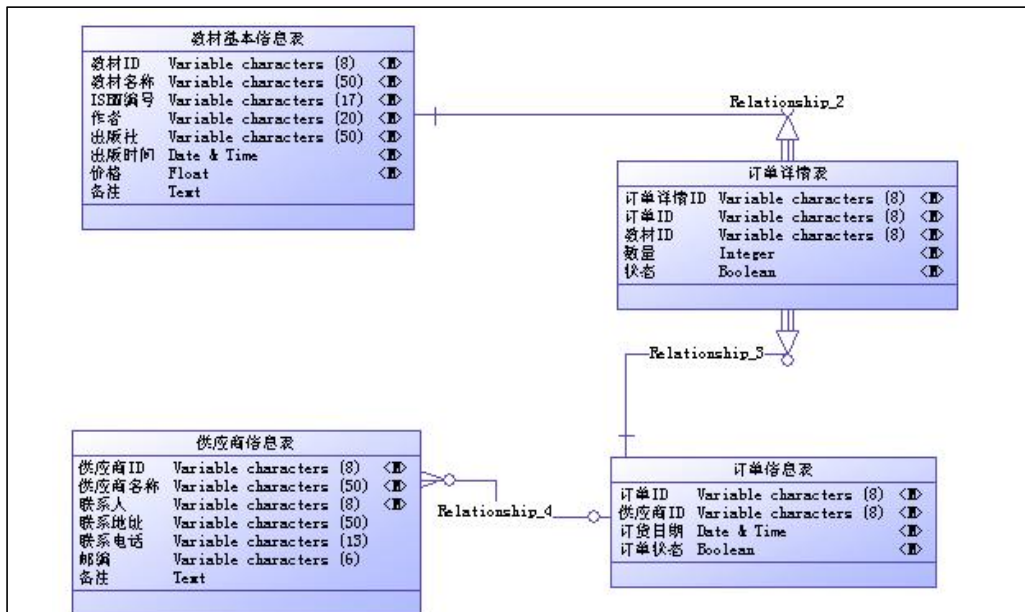 教材基本信息表
教材ID Variable characters (8) <M>
教材名称 Variable characters (50) <M>
ISBN编号 Variable characters (17) <M>
作者 Variable characters (20) <M>
出版社 Variable characters (50) <M>
出版时间 Date & Time <M>
价格 Float <M>
备注 Text
Relationship_2
订单详情表
订单详情ID Variable characters (8) <M>
订单ID Variable characters (8) <M>
教材ID Variable characters (8) <M>
数量 Integer <M>
状态 Boolean <M>
Relationship_3
供应商信息表
供应商ID Variable characters (8) <M>
供应商名称 Variable characters (50) <M>
联系人 Variable characters (8) <M>
联系地址 Variable characters (50)
联系电话 Variable characters (13)
邮编 Variable characters (6)
备注 Text
Relationship_4
订单信息表
订单ID Variable characters (8) <M>
供应商ID Variable characters (8) <M>
订货日期 Date & Time <M>
订单状态 Boolean <M>